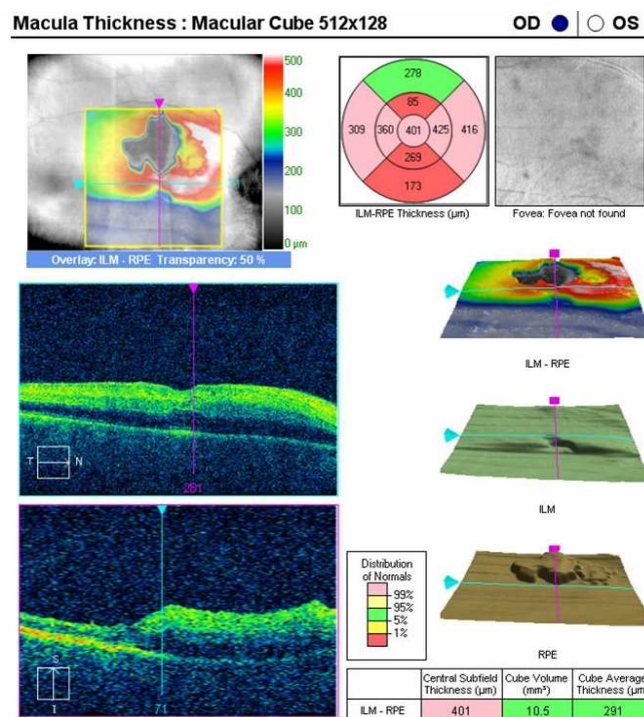 Macula Thickness : Macular Cube 512x128
OD
OS
500
400
300
200
100
0 µm
Overlay: ILM - RPE Transparency: 50 %
278
85
309
360
401
425
416
269
173
ILM-RPE Thickness (µm)
Fovea: Fovea not found
ILM - RPE
T
N
281
ILM
Distribution
of Normals
99%
95%
5%
1%
S
I
71
RPE
Central Subfield
Thickness (µm)
Cube Volume
(mm³)
Cube Average
Thickness (µm)
ILM - RPE
401
10.5
291